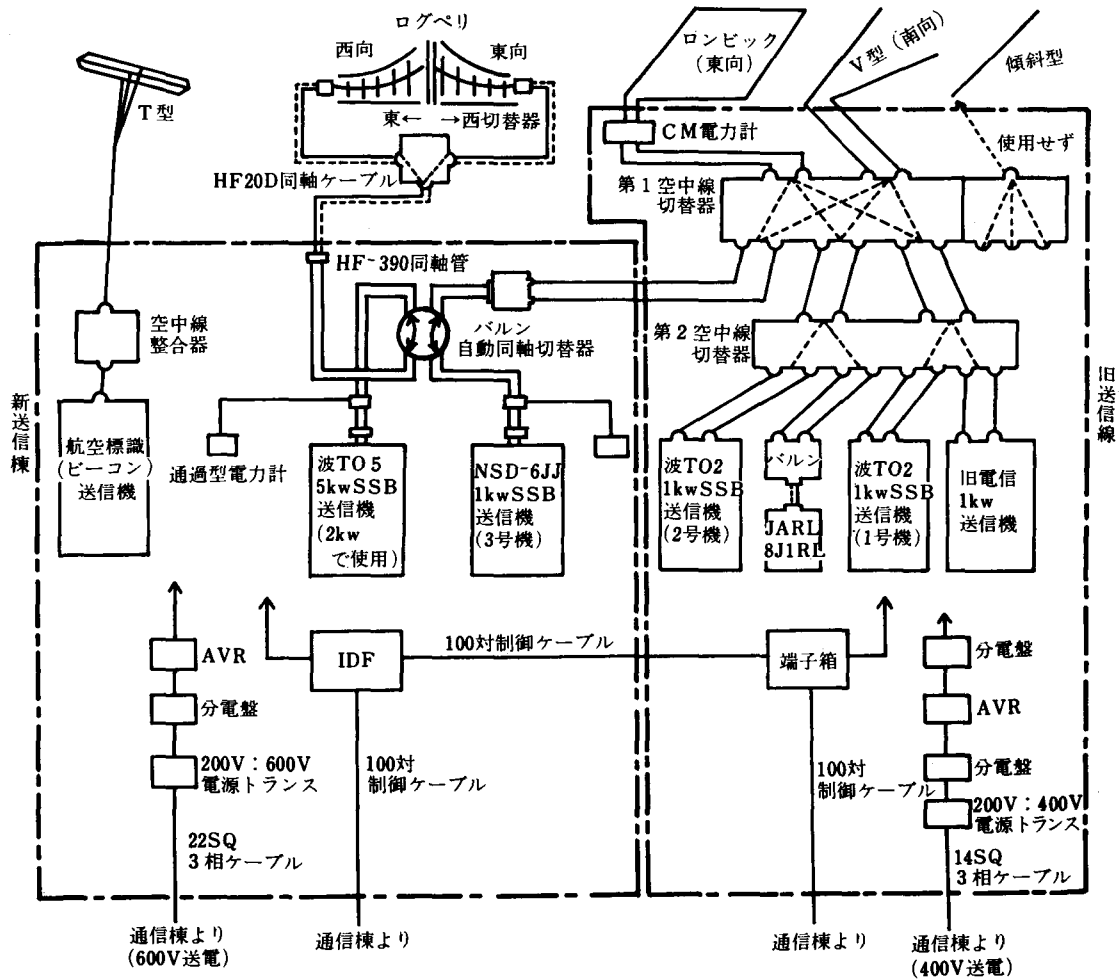 ログペリ
西向
東向
東← →西切替器
T型
HF20D同軸ケーブル
ロンビック
(東向)
V型(南向)
傾斜型
CM電力計
使用せず
第1空中線
切替器
HF-390同軸管
空中線
整合器
バルン
自動同軸切替器
第2空中線
切替器
新送信棟
旧送信線
航空標識
(ビーコン)
送信機
通過型電力計
波TO5
5kwSSB
送信機
(2kw
で使用)
NSD-6JJ
1kwSSB
送信機
(3号機)
波TO2
1kwSSB
送信機
(2号機)
バルン
JARL
8J1RL
波TO2
1kwSSB
送信機
(1号機)
旧電信
1kw
送信機
AVR
分電盤
200V:600V
電源トランス
22SQ
3相ケーブル
通信棟より
(600V送電)
IDF
100対制御ケーブル
100対
制御ケーブル
通信棟より
端子箱
100対
制御ケーブル
通信棟より
分電盤
AVR
分電盤
200V:400V
電源トランス
14SQ
3相ケーブル
通信棟より
(400V送電)